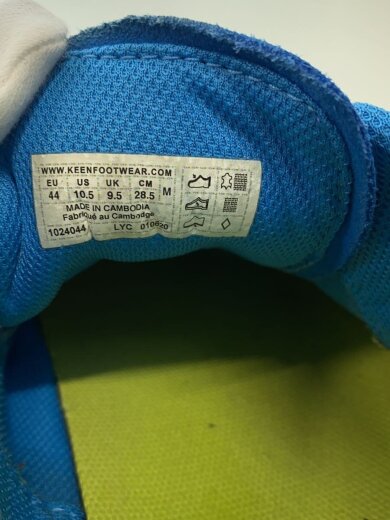 WWW.KEENFOOTWEAR.COM
EU US UK CM M
44 10.5 9.5 28.5
MADE IN CAMBODIA
Fabriqué au Cambodge
1024044 LYC 010620